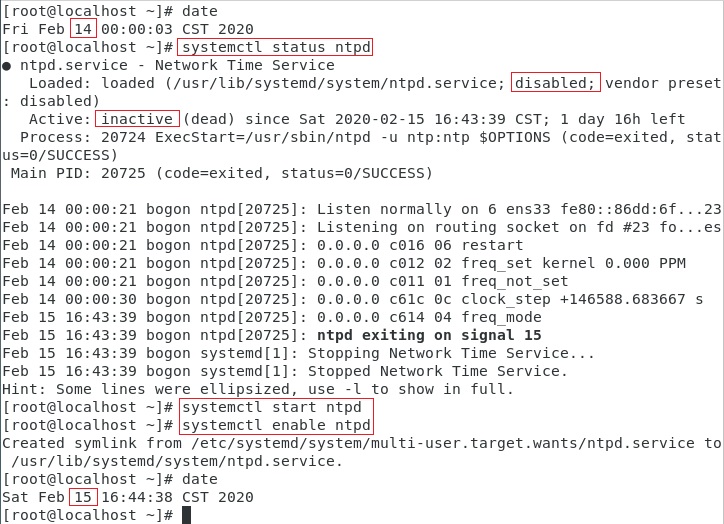 [root@localhost ~]# date
Fri Feb 14 00:00:03 CST 2020
[root@localhost ~]# systemctl status ntpd
● ntpd.service - Network Time Service
   Loaded: loaded (/usr/lib/systemd/system/ntpd.service; disabled; vendor preset
: disabled)
   Active: inactive (dead) since Sat 2020-02-15 16:43:39 CST; 1 day 16h left
  Process: 20724 ExecStart=/usr/sbin/ntpd -u ntp:ntp $OPTIONS (code=exited, stat
us=0/SUCCESS)
 Main PID: 20725 (code=exited, status=0/SUCCESS)

Feb 14 00:00:21 bogon ntpd[20725]: Listen normally on 6 ens33 fe80::86dd:6f...23
Feb 14 00:00:21 bogon ntpd[20725]: Listening on routing socket on fd #23 fo...es
Feb 14 00:00:21 bogon ntpd[20725]: 0.0.0.0 c016 06 restart
Feb 14 00:00:21 bogon ntpd[20725]: 0.0.0.0 c012 02 freq_set kernel 0.000 PPM
Feb 14 00:00:21 bogon ntpd[20725]: 0.0.0.0 c011 01 freq_not_set
Feb 14 00:00:30 bogon ntpd[20725]: 0.0.0.0 c61c 0c clock_step +146588.683667 s
Feb 15 16:43:39 bogon ntpd[20725]: 0.0.0.0 c614 04 freq_mode
Feb 15 16:43:39 bogon ntpd[20725]: ntpd exiting on signal 15
Feb 15 16:43:39 bogon systemd[1]: Stopping Network Time Service...
Feb 15 16:43:39 bogon systemd[1]: Stopped Network Time Service.
Hint: Some lines were ellipsized, use -l to show in full.
[root@localhost ~]# systemctl start ntpd
[root@localhost ~]# systemctl enable ntpd
Created symlink from /etc/systemd/system/multi-user.target.wants/ntpd.service to
 /usr/lib/systemd/system/ntpd.service.
[root@localhost ~]# date
Sat Feb 15 16:44:38 CST 2020
[root@localhost ~]#